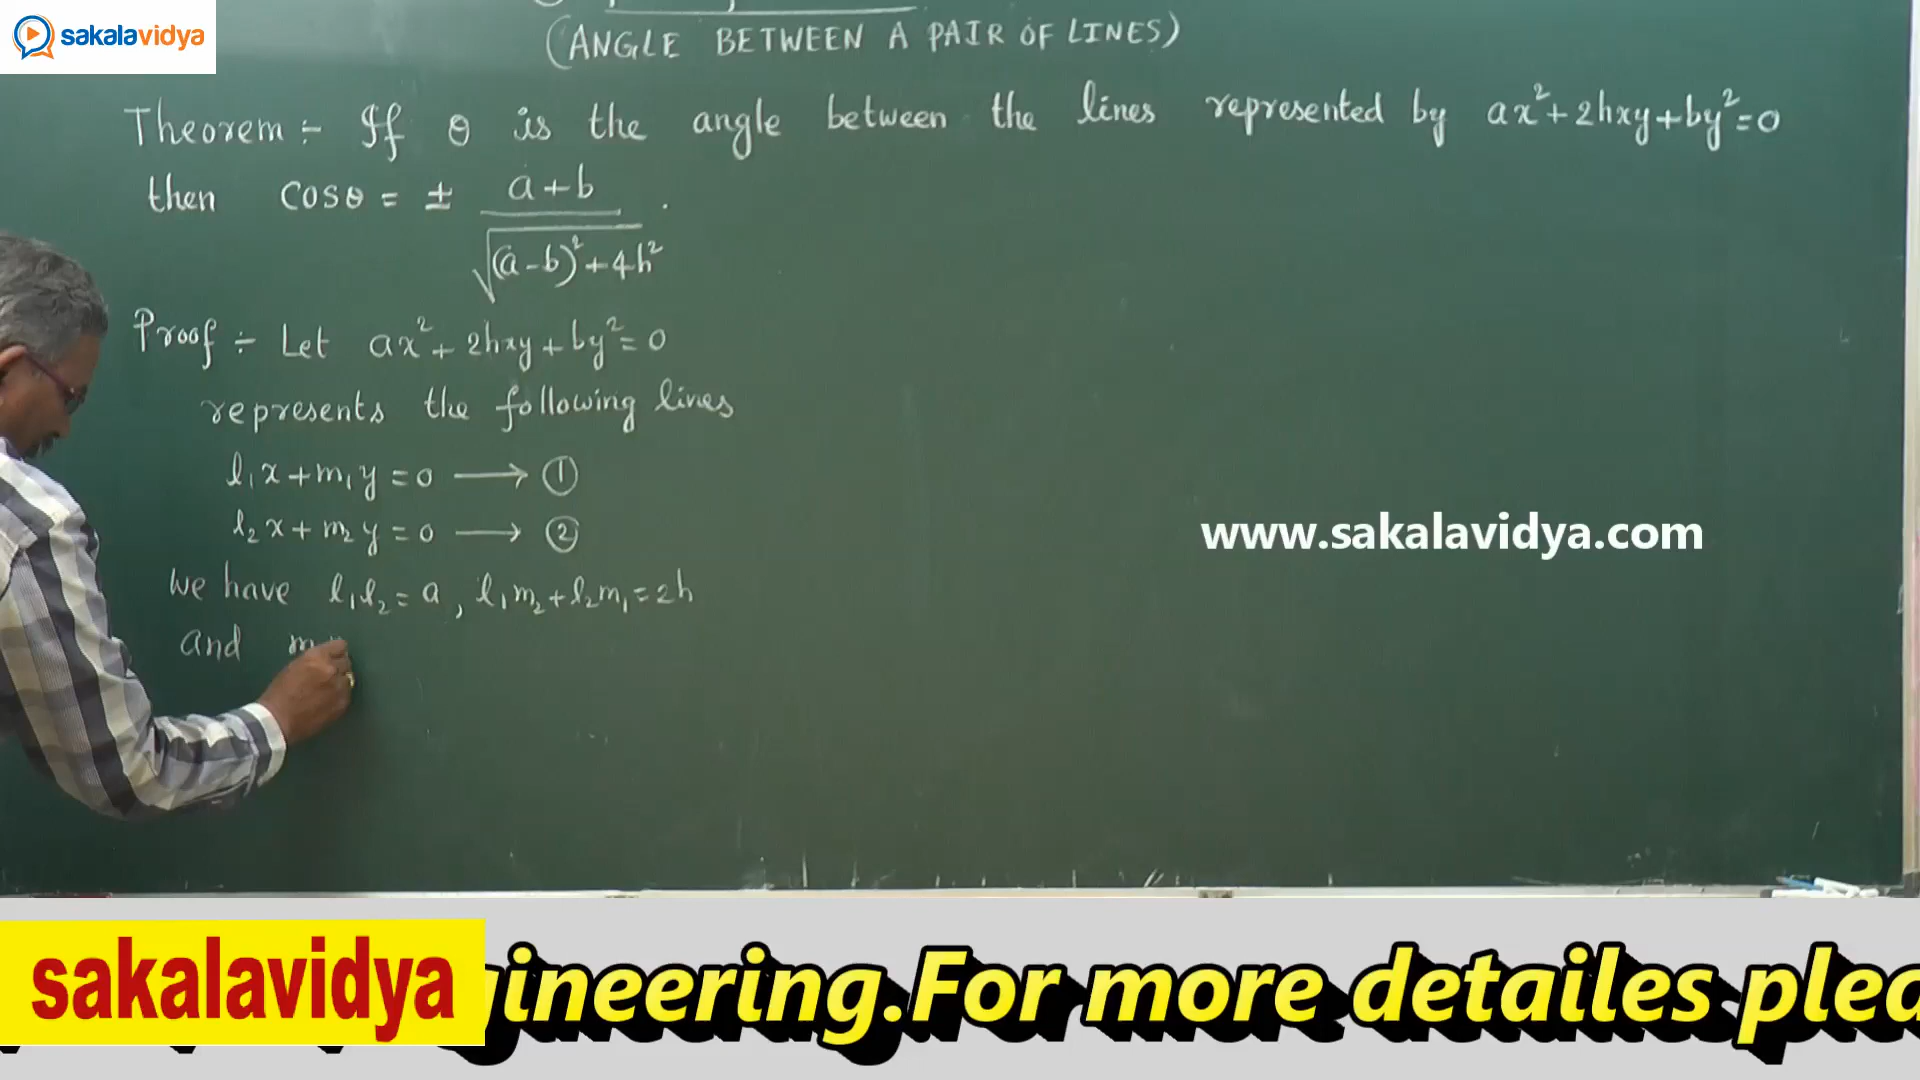 sakalavidya
(ANGLE BETWEEN A PAIR OF LINES)
Theorem :- If θ is the angle between the lines represented by ax²+2hxy+by²=0
then cosθ = ± a+b / √(a-b)²+4h² .
Proof :- Let ax²+2hxy+by²=0
represents the following lines
l₁x+m₁y=0 → ①
l₂x+m₂y=0 → ②
www.sakalavidya.com
We have l₁l₂=a, l₁m₂+l₂m₁=2h
and m
sakalavidya
gineering.For more detailes plea